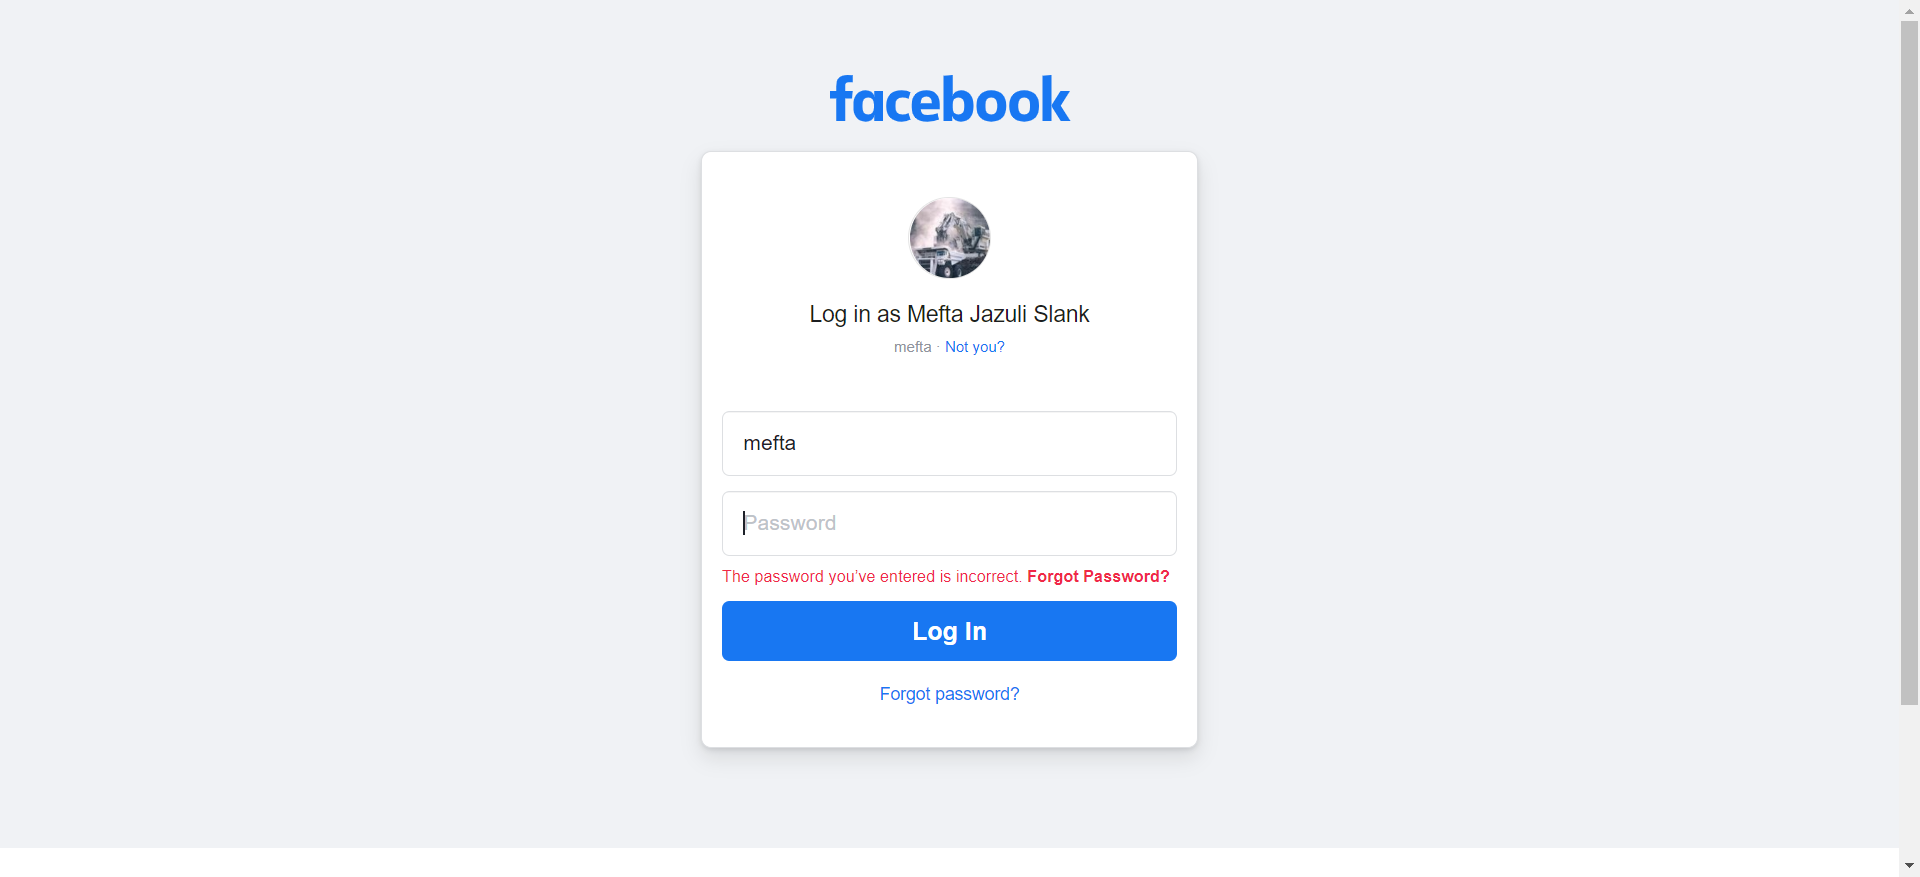 facebook
Log in as Mefta Jazuli Slank
mefta · Not you?
mefta
Password
The password you've entered is incorrect. Forgot Password?
Log In
Forgot password?